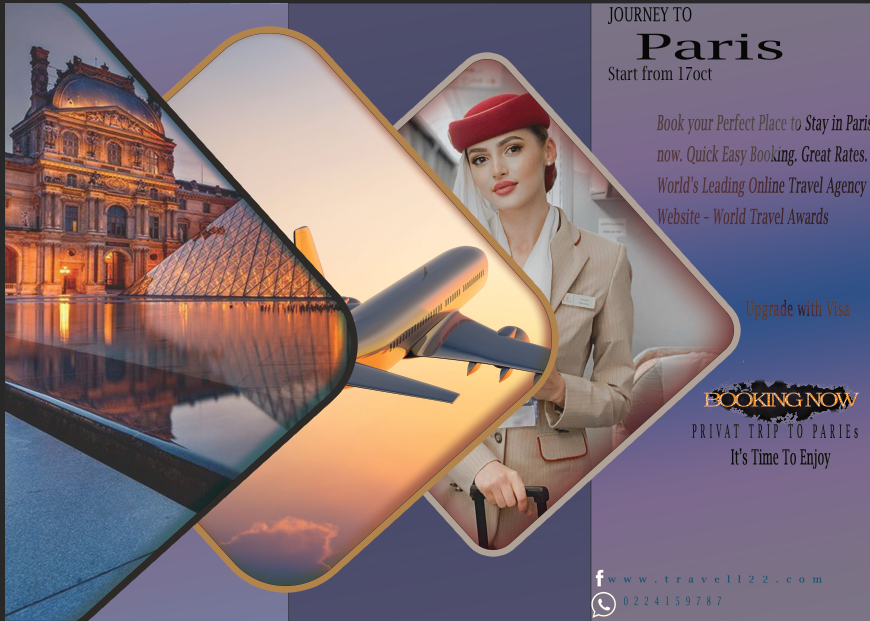 JOURNEY TO
Paris
Start from 17oct
Book your Perfect Place to Stay in Paris
now. Quick Easy Booking. Great Rates.
World's Leading Online Travel Agency
Website – World Travel Awards
Upgrade with Visa
BOOKING NOW
PRIVAT TRIP TO PARIEs
It's Time To Enjoy
www.travell22.com
0224159787